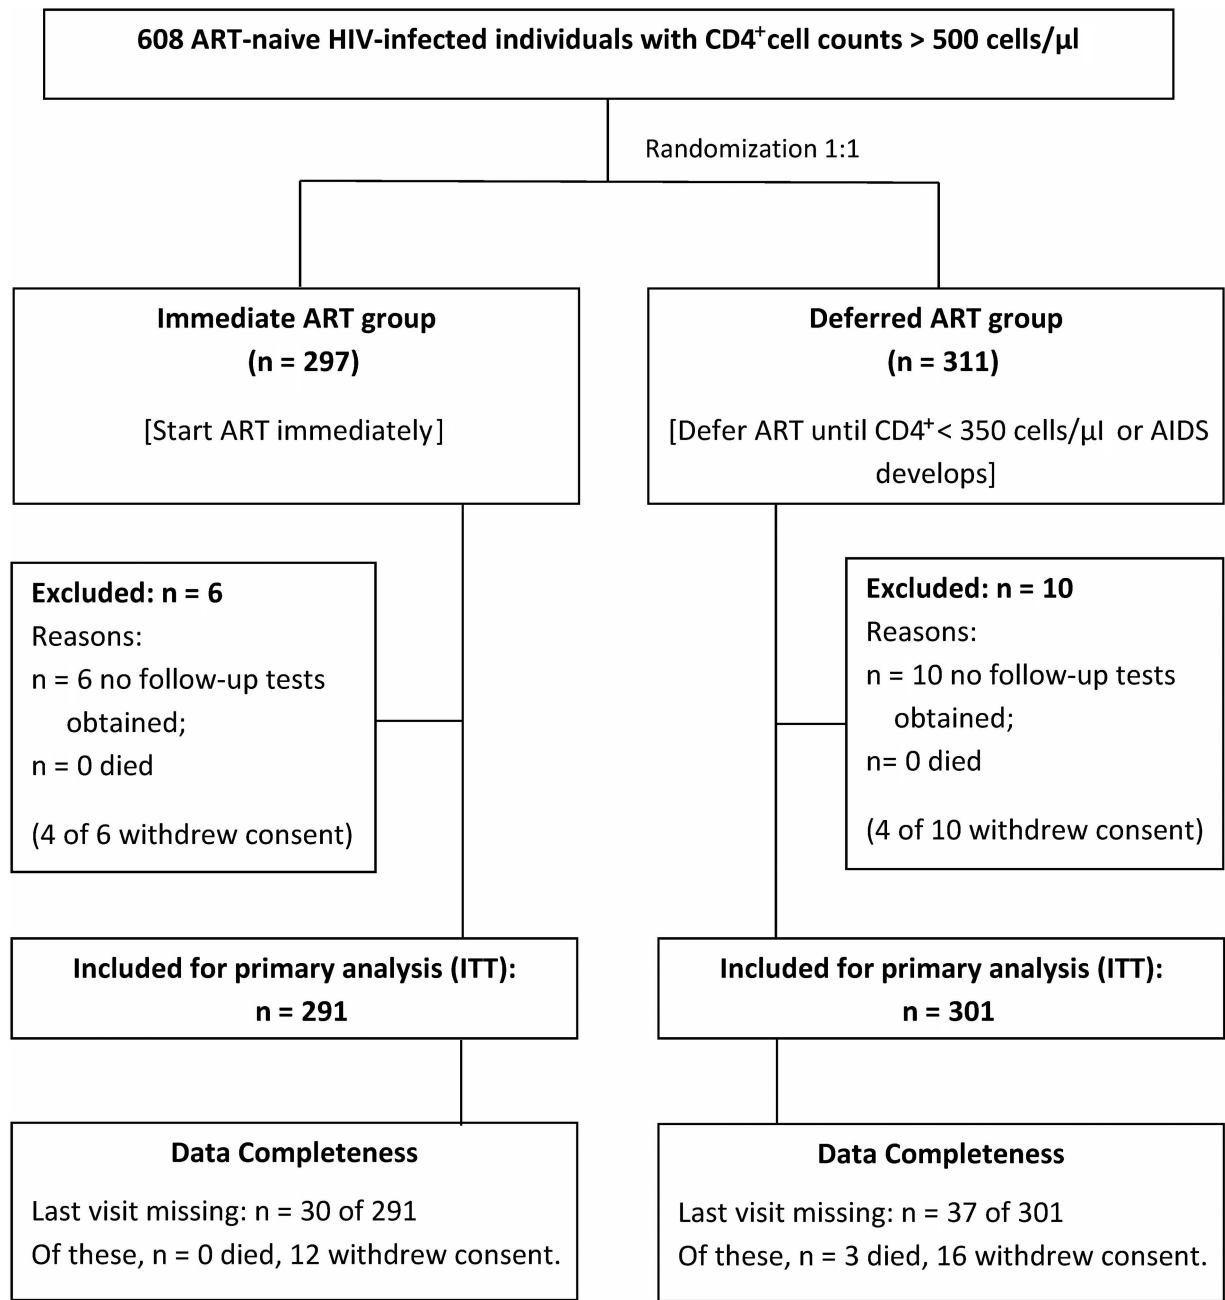 608 ART-naive HIV-infected individuals with CD4⁺cell counts > 500 cells/μl
Randomization 1:1
Immediate ART group
(n = 297)
[Start ART immediately]
Deferred ART group
(n = 311)
[Defer ART until CD4⁺< 350 cells/μl or AIDS
develops]
Excluded: n = 6
Reasons:
n = 6 no follow-up tests
obtained;
n = 0 died
(4 of 6 withdrew consent)
Excluded: n = 10
Reasons:
n = 10 no follow-up tests
obtained;
n= 0 died
(4 of 10 withdrew consent)
Included for primary analysis (ITT):
n = 291
Included for primary analysis (ITT):
n = 301
Data Completeness
Last visit missing: n = 30 of 291
Of these, n = 0 died, 12 withdrew consent.
Data Completeness
Last visit missing: n = 37 of 301
Of these, n = 3 died, 16 withdrew consent.